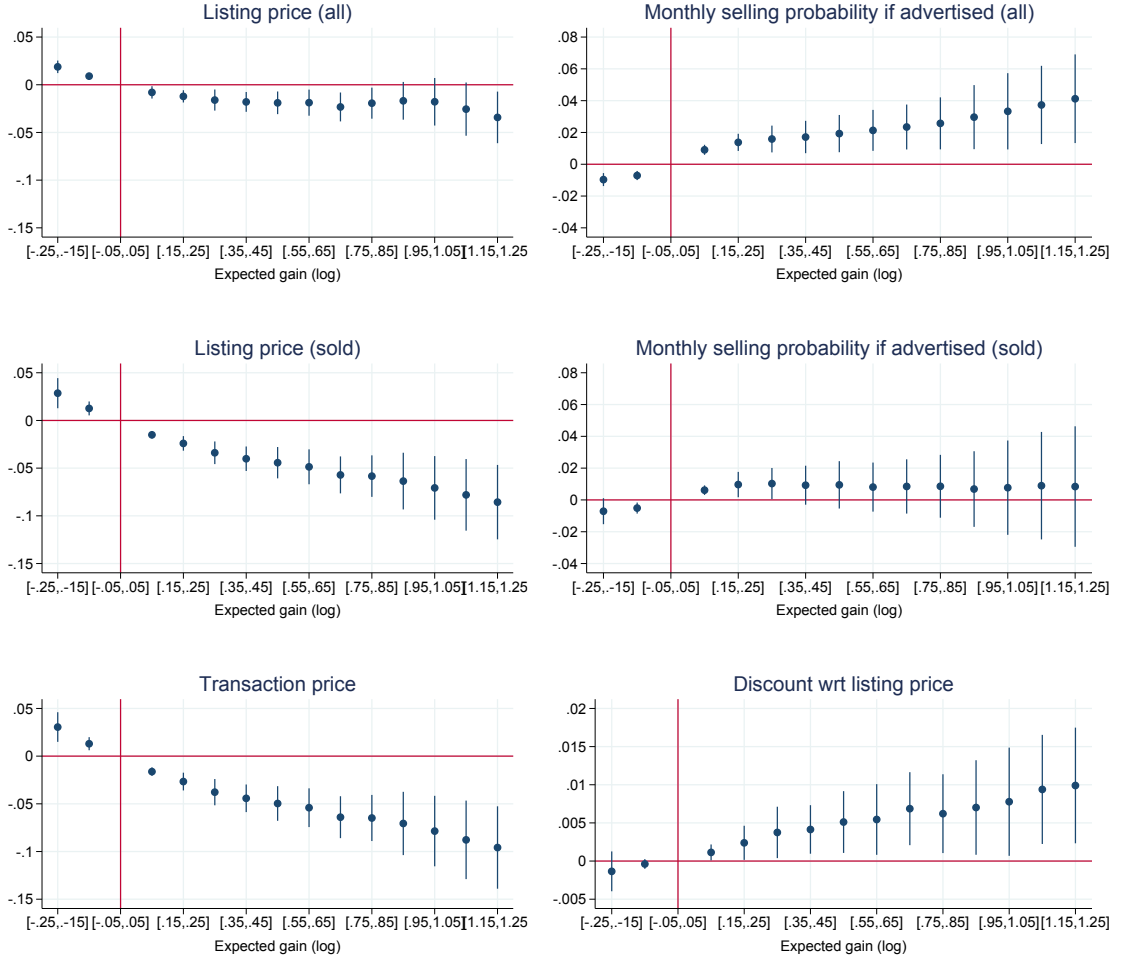 Listing price (all)
.05
0
-.05
-.1
-.15
[-.25,-.15] [-.05,.05] [.15,.25] [.35,.45] [.55,.65] [.75,.85] [.95,1.05] [1.15,1.25
Expected gain (log)
Monthly selling probability if advertised (all)
.08
.06
.04
.02
0
-.02
-.04
[-.25,-.15] [-.05,.05] [.15,.25] [.35,.45] [.55,.65] [.75,.85] [.95,1.05] [1.15,1.25
Expected gain (log)
Listing price (sold)
.05
0
-.05
-.1
-.15
[-.25,-.15] [-.05,.05] [.15,.25] [.35,.45] [.55,.65] [.75,.85] [.95,1.05] [1.15,1.25
Expected gain (log)
Monthly selling probability if advertised (sold)
.08
.06
.04
.02
0
-.02
-.04
[-.25,-.15] [-.05,.05] [.15,.25] [.35,.45] [.55,.65] [.75,.85] [.95,1.05] [1.15,1.25
Expected gain (log)
Transaction price
.05
0
-.05
-.1
-.15
[-.25,-.15] [-.05,.05] [.15,.25] [.35,.45] [.55,.65] [.75,.85] [.95,1.05] [1.15,1.25
Expected gain (log)
Discount wrt listing price
.02
.015
.01
.005
0
-.005
[-.25,-.15] [-.05,.05] [.15,.25] [.35,.45] [.55,.65] [.75,.85] [.95,1.05] [1.15,1.25
Expected gain (log)